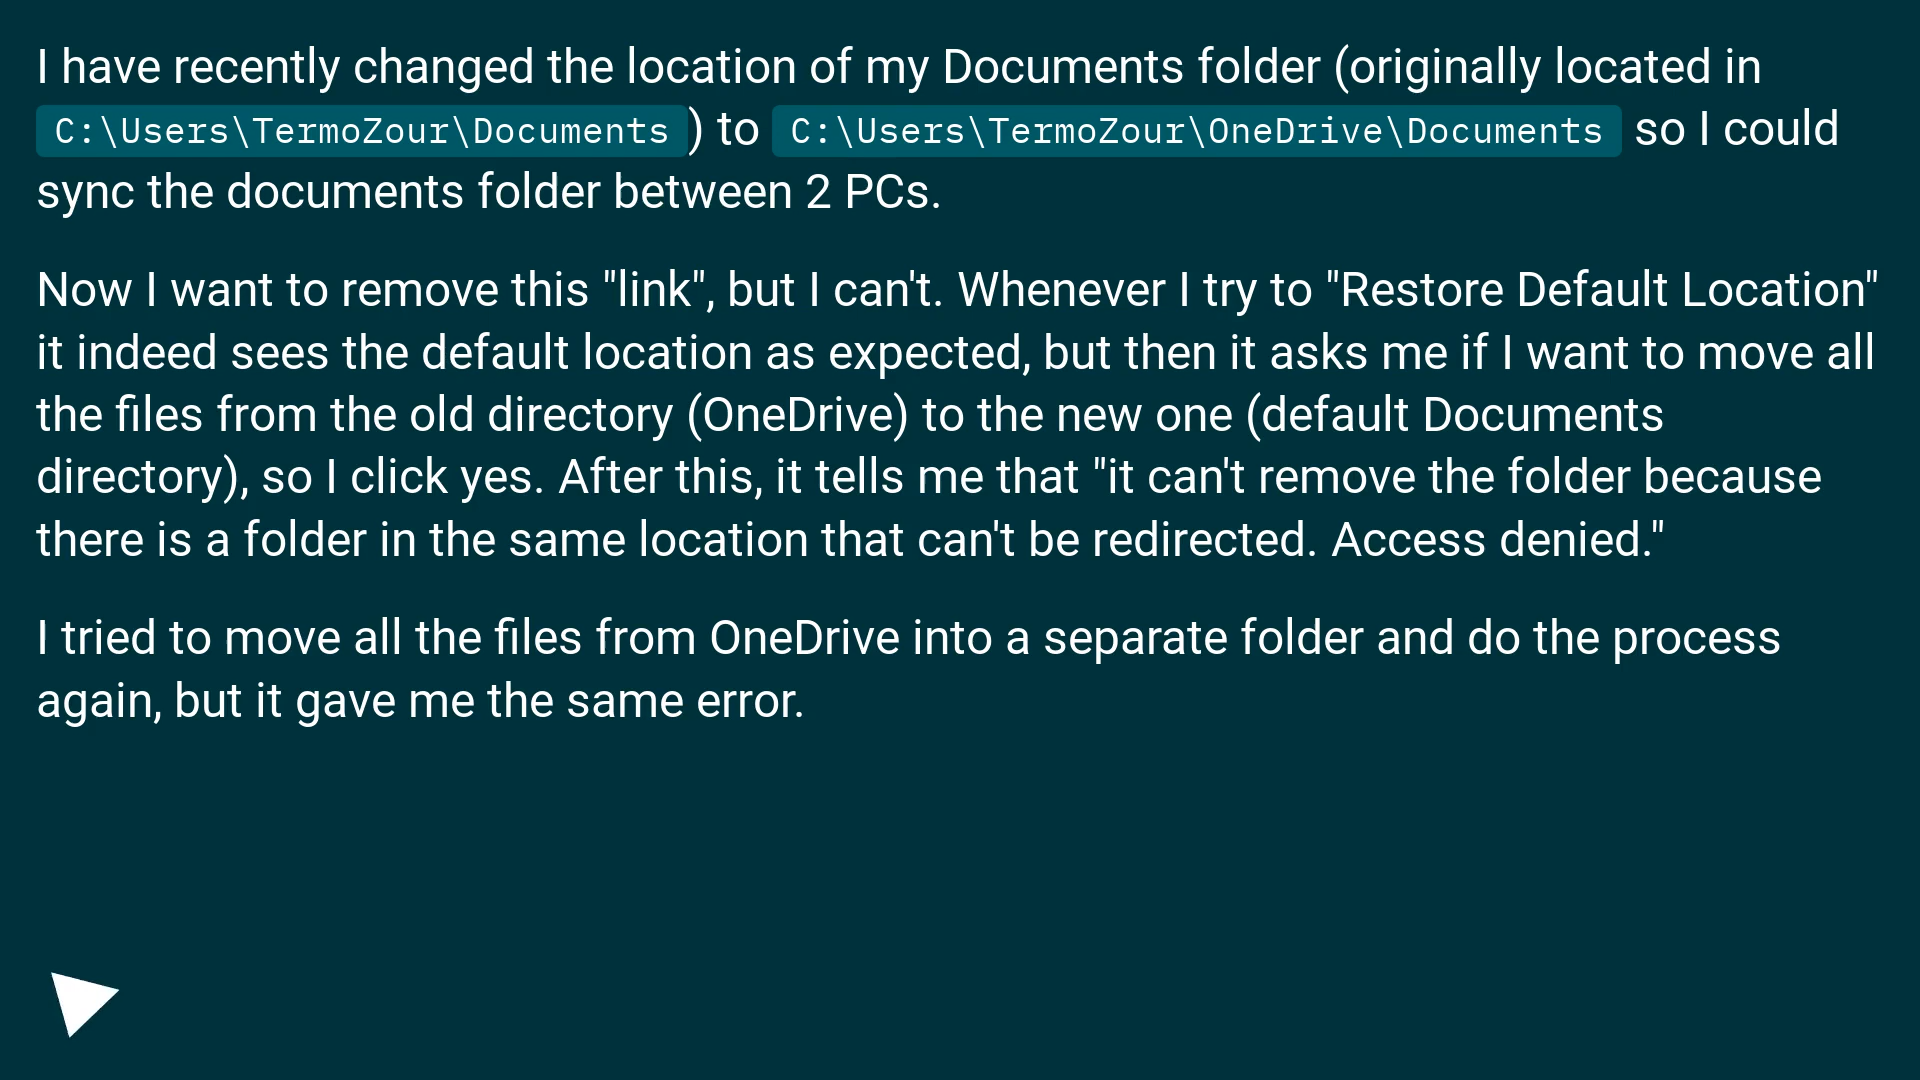 I have recently changed the location of my Documents folder (originally located in
C:\Users\TermoZour\Documents) to C:\Users\TermoZour\OneDrive\Documents so I could
sync the documents folder between 2 PCs.
Now I want to remove this "link", but I can't. Whenever I try to "Restore Default Location"
it indeed sees the default location as expected, but then it asks me if I want to move all
the files from the old directory (OneDrive) to the new one (default Documents
directory), so I click yes. After this, it tells me that "it can't remove the folder because
there is a folder in the same location that can't be redirected. Access denied."
I tried to move all the files from OneDrive into a separate folder and do the process
again, but it gave me the same error.